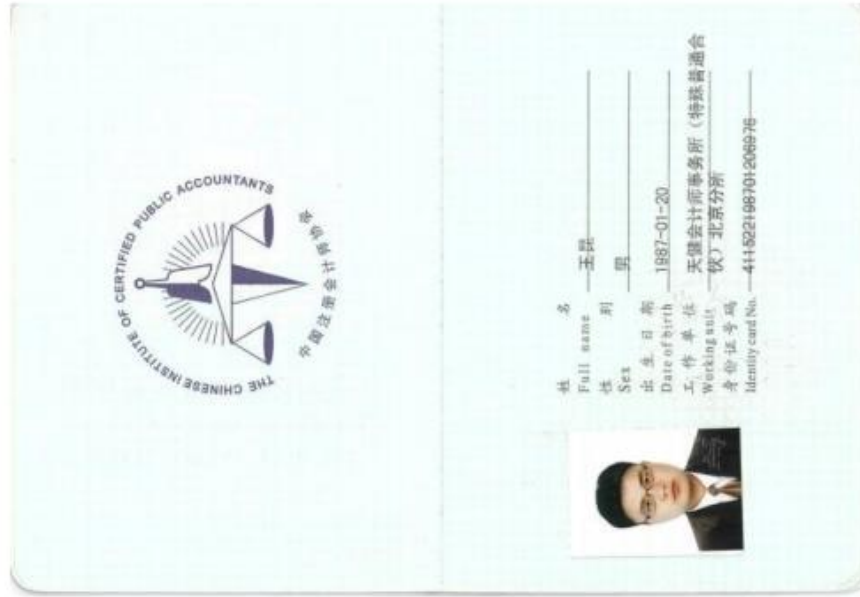 THE CHINESE INSTITUTE OF CERTIFIED PUBLIC ACCOUNTANTS
中国注册会计师协会
姓 名 王昆
Full name
性 别 男
Sex
出 生 日 期 1987-01-20
Date of birth
工 作 单 位 天健会计师事务所（特殊普通合
Working unit 伙）北京分所
身份证号码
Identity card No. 411522198701206976